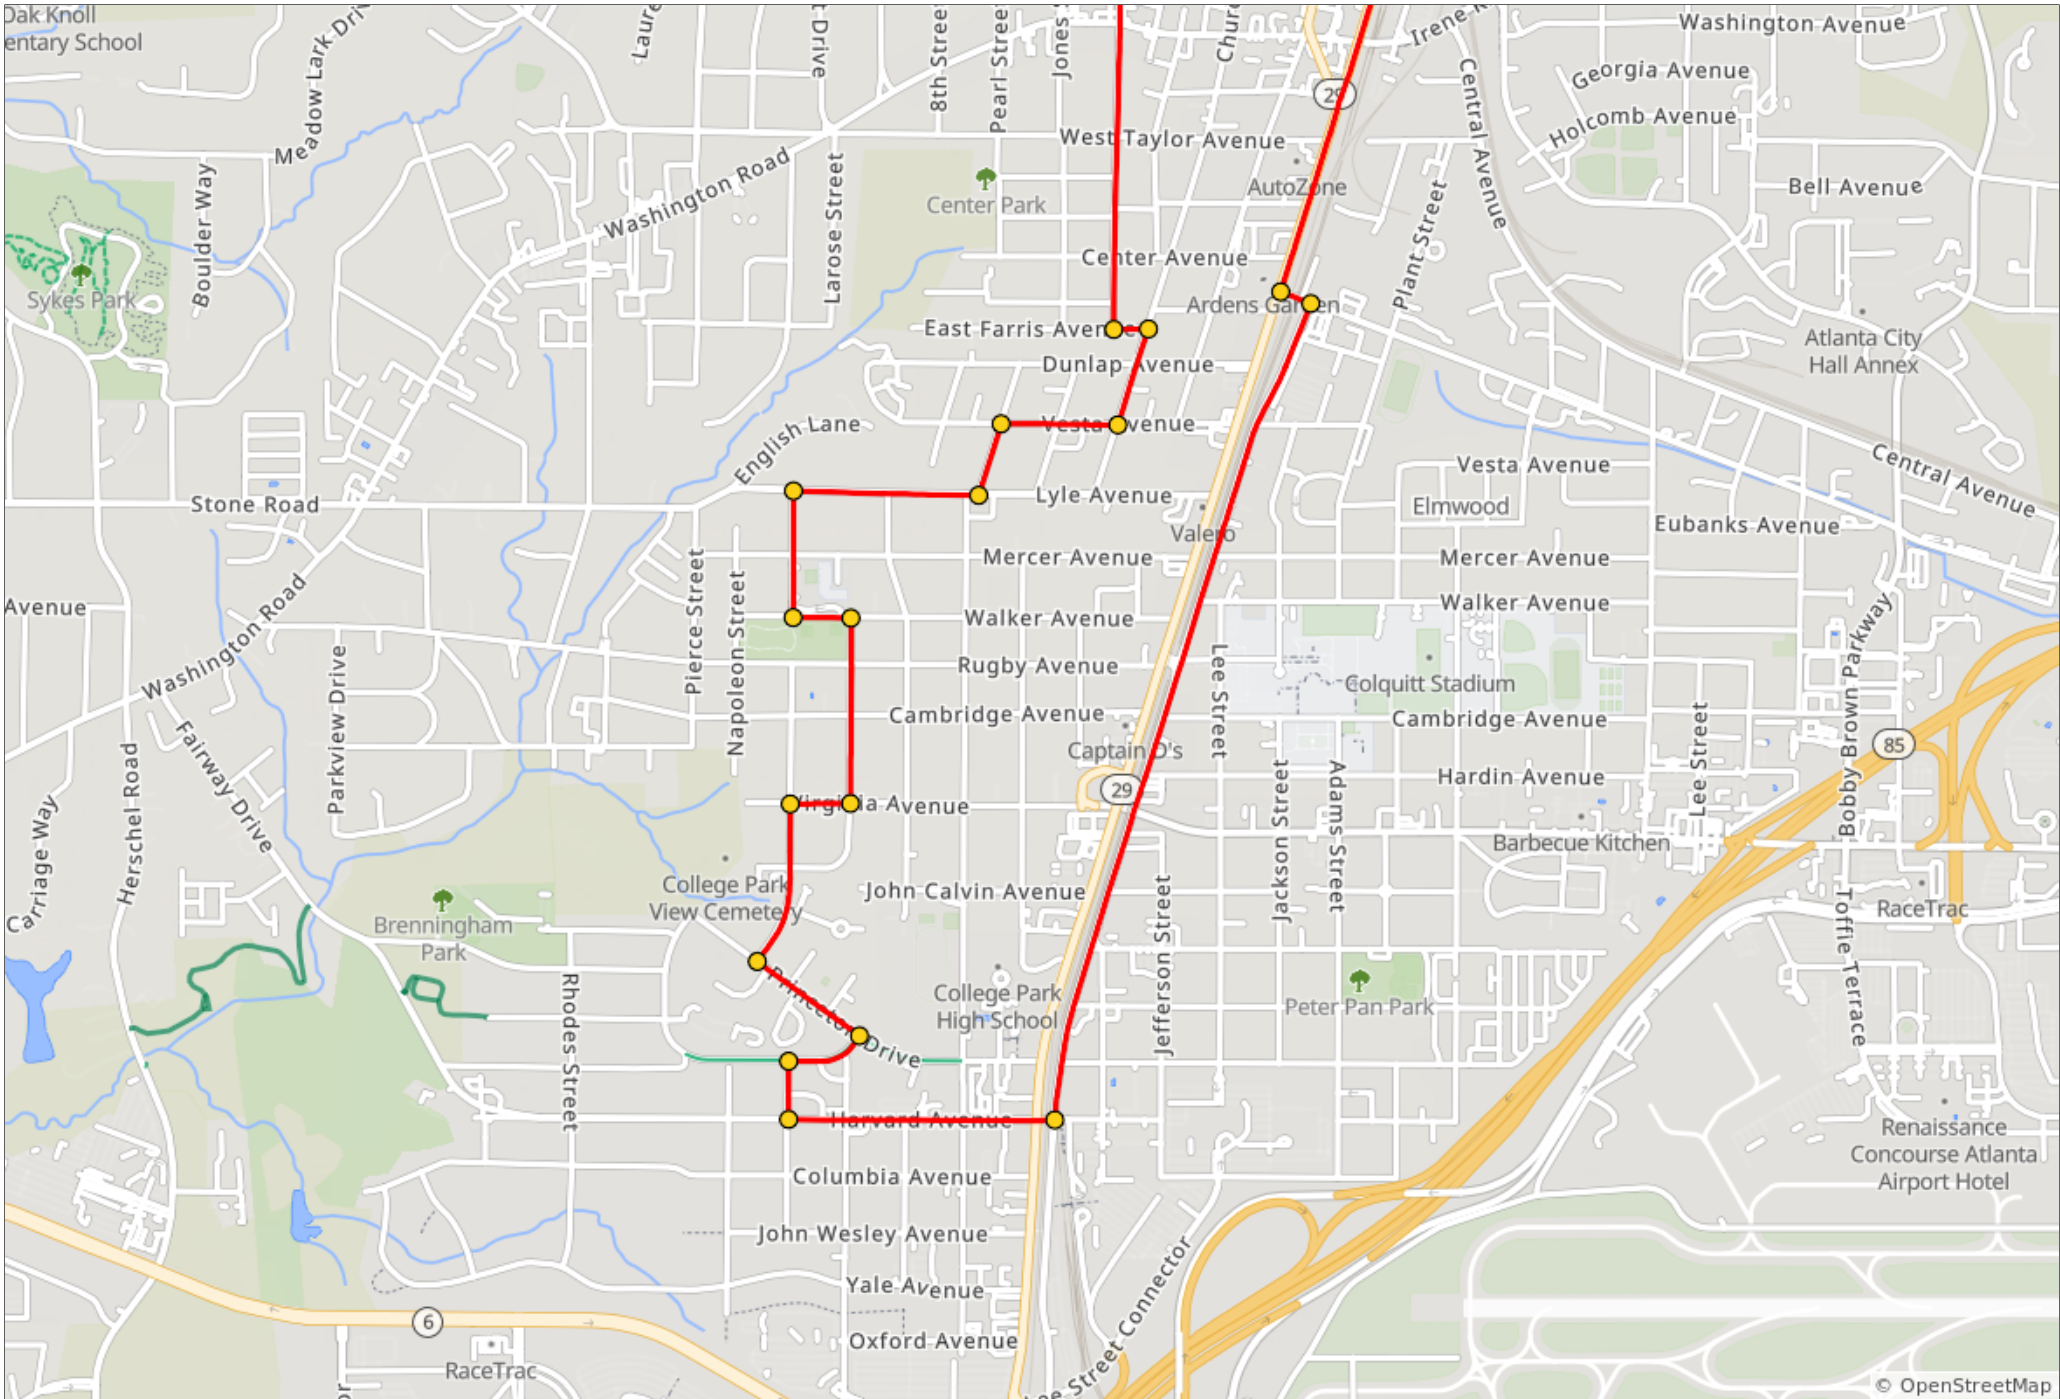 Oak Knoll
entary School
Meadow Lark Dri
Laure
8th Street
Pearl Street
Jones
Irene
Washington Avenue
Georgia Avenue
Holcomb Avenue
Central Avenue
29
West Taylor Avenue
Washington Road
Boulder Way
Larose Street
Center Park
AutoZone
Bell Avenue
Plant Street
Center Avenue
Sykes Park
Ardens Garden
East Farris Avenue
Atlanta City
Hall Annex
Dunlap Avenue
English Lane
Vesta Avenue
Vesta Avenue
Central Avenue
Stone Road
Lyle Avenue
Elmwood
Valero
Eubanks Avenue
Mercer Avenue
Mercer Avenue
Avenue
Walker Avenue
Walker Avenue
Washington Road
Pierce Street
Napoleon Street
Rugby Avenue
Lee Street
Colquitt Stadium
Bobby Brown Parkway
Parkview Drive
Cambridge Avenue
Cambridge Avenue
Captain D's
85
Fairway Drive
Herschel Road
Hardin Avenue
Lee Street
29
Virginia Avenue
Jackson Street
Adams Street
Barbecue Kitchen
Carriage Way
College Park
View Cemetery
John Calvin Avenue
RaceTrac
Brenningham
Park
Jefferson Street
Toffie Terrace
Princeton Drive
Rhodes Street
College Park
High School
Peter Pan Park
Harvard Avenue
Renaissance
Concourse Atlanta
Airport Hotel
Columbia Avenue
John Wesley Avenue
Yale Avenue
Lee Street Connector
6
Oxford Avenue
RaceTrac
© OpenStreetMap